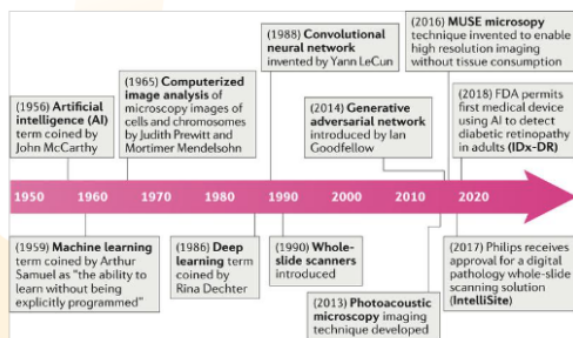 (1956) Artificial
intelligence (AI)
term coined by
John McCarthy
(1965) Computerized
image analysis of
microscopy images of
cells and chromosomes
by Judith Prewitt and
Mortimer Mendelsohn
(1988) Convolutional
neural network
invented by Yann LeCun
(2014) Generative
adversarial network
introduced by Ian
Goodfellow
(2016) MUSE micros​opy
technique invented to enable
high resolution imaging
without tissue consumption
(2018) FDA permits
first medical device
using AI to detect
diabetic retinopathy
in adults (IDx-DR)
1950 1960 1970 1980 1990 2000 2010 2020
(1959) Machine learning
term coined by Arthur
Samuel as "the ability to
learn without being
explicitly programmed"
(1986) Deep
learning term
coined by
Rina Dechter
(1990) Whole-
slide scanners
introduced
(2013) Photoacoustic
microscopy imaging
technique developed
(2017) Philips receives
approval for a digital
pathology whole-slide
scanning solution
(IntelliSite)